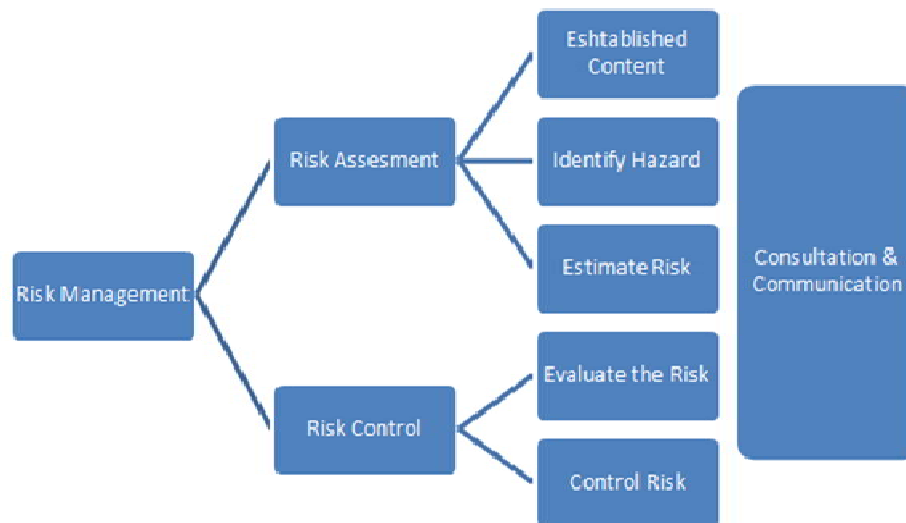 Eshtablished
Content
Risk Assesment
Identify Hazard
Estimate Risk
Risk Management
Consultation &
Communication
Evaluate the Risk
Risk Control
Control Risk